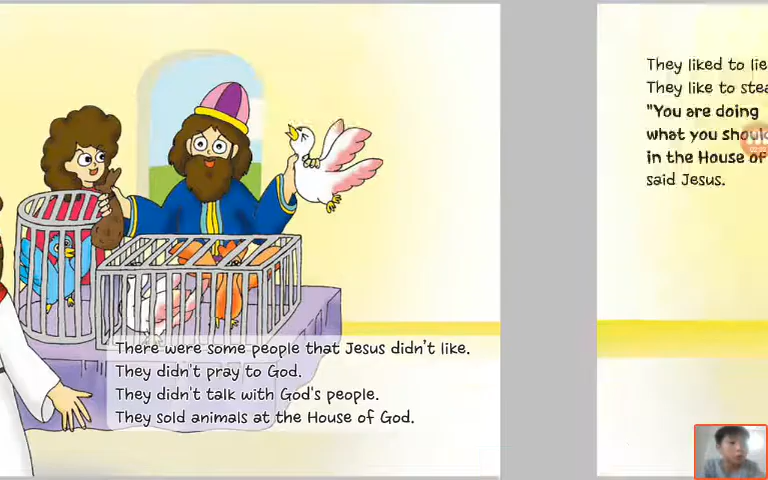 There were some people that Jesus didn't like.
They didn't pray to God.
They didn't talk with God's people.
They sold animals at the House of God.
They liked to lie
They like to
"You are doing
what you
in the House of
said Jesus.